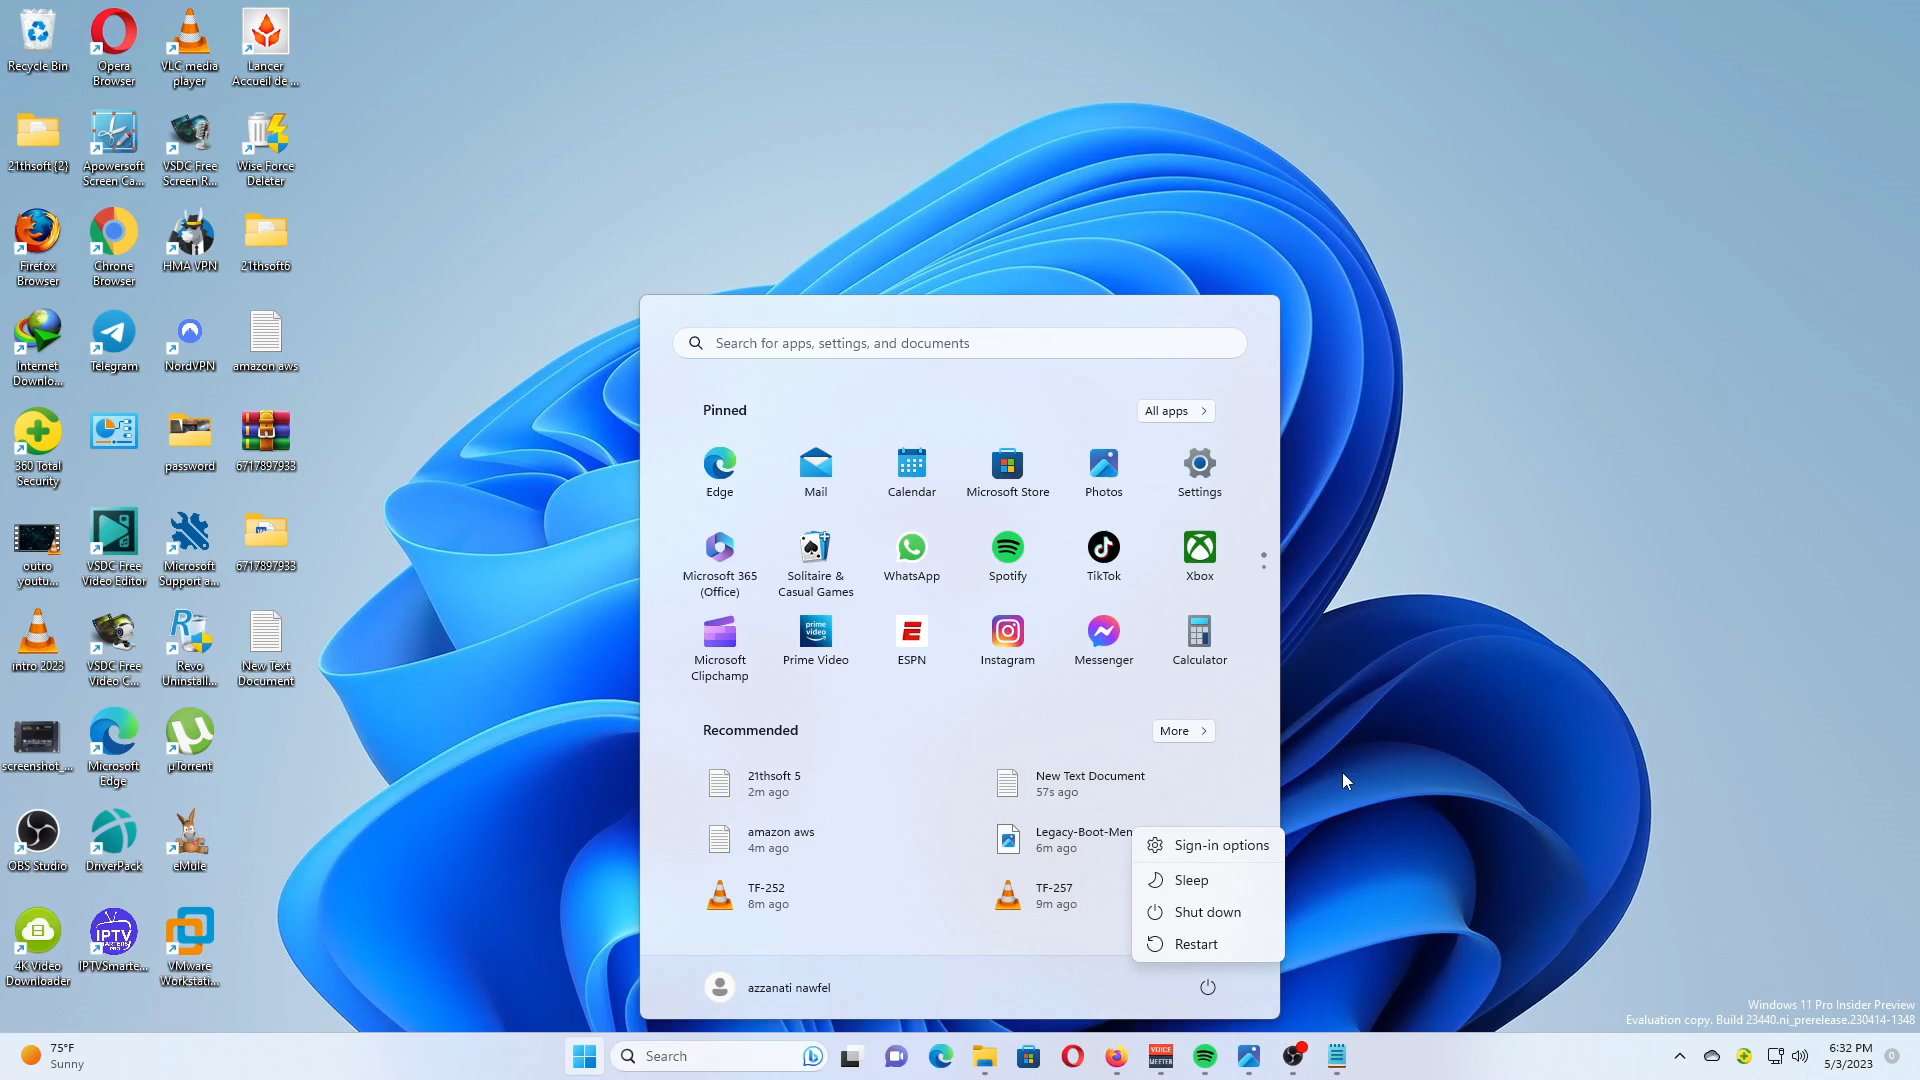 Recycle Bin
Opera
Browser
VLC media
player
Lancer
Accueil de ...
21thsoft {2}
Apowersoft
Screen Ca...
VSDC Free
Screen R...
Wise Force
Deleter
Firefox
Browser
Chrome
Browser
HMA VPN
21thsoft6
Internet
Downlo...
Telegram
NordVPN
amazon aws
360 Total
Security
password
6717897933
outro
youtu...
VSDC Free
Video Editor
Microsoft
Support a...
6717897933
intro 2023
VSDC Free
Video C...
Revo
Uninstall...
New Text
Document
screenshot_...
Microsoft
Edge
µTorrent
OBS Studio
DriverPack
eMule
4K Video
Downloader
IPTV
IPTVSmarte...
VMware
Workstati...
Search for apps, settings, and documents
Pinned
All apps
Edge
Mail
Calendar
Microsoft Store
Photos
Settings
Microsoft 365
(Office)
Solitaire &
Casual Games
WhatsApp
Spotify
TikTok
Xbox
prime
video
Microsoft
Clipchamp
Prime Video
ESPN
Instagram
Messenger
Calculator
Recommended
More
21thsoft 5
2m ago
New Text Document
57s ago
amazon aws
4m ago
Legacy-Boot-Men
6m ago
TF-252
8m ago
TF-257
9m ago
Sign-in options
Sleep
Shut down
Restart
azzanati nawfel
Windows 11 Pro Insider Preview
Evaluation copy. Build 23440.ni_prerelease.230414-1348
75°F
Sunny
Search
VOICE
MEETER
6:32 PM
5/3/2023
0